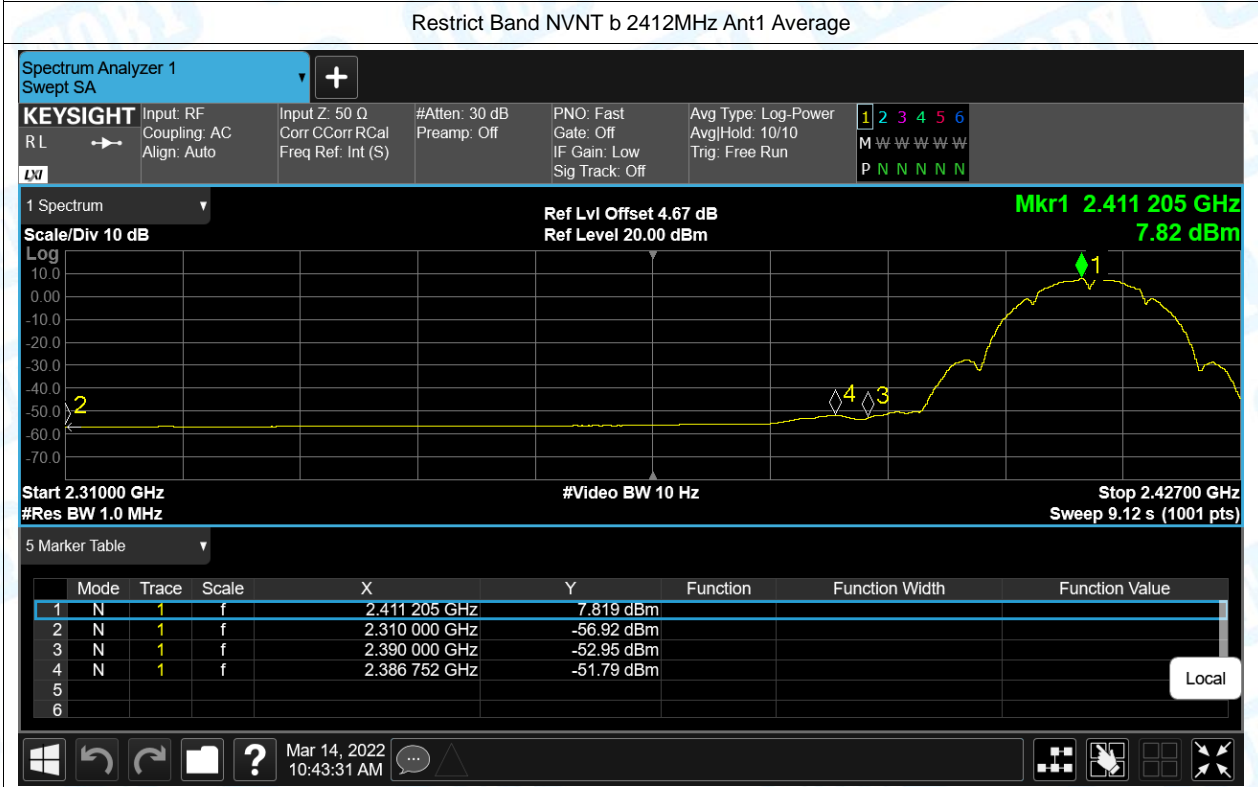 Restrict Band NVNT b 2412MHz Ant1 Average
Spectrum Analyzer 1
Swept SA
+
KEYSIGHT
R L
LXI
Input: RF
Coupling: AC
Align: Auto
Input Z: 50 Ω
Corr CCorr RCal
Freq Ref: Int (S)
#Atten: 30 dB
Preamp: Off
PNO: Fast
Gate: Off
IF Gain: Low
Sig Track: Off
Avg Type: Log-Power
Avg|Hold: 10/10
Trig: Free Run
1 2 3 4 5 6
M W W W W W
P N N N N N
1 Spectrum
Scale/Div 10 dB
Ref Lvl Offset 4.67 dB
Ref Level 20.00 dBm
Mkr1 2.411 205 GHz
7.82 dBm
Log
10.0
0.00
-10.0
-20.0
-30.0
-40.0
-50.0
-60.0
-70.0
1
2
4
3
Start 2.31000 GHz
#Res BW 1.0 MHz
#Video BW 10 Hz
Stop 2.42700 GHz
Sweep 9.12 s (1001 pts)
5 Marker Table
Mode Trace Scale X Y Function Function Width Function Value
1 N 1 f 2.411 205 GHz 7.819 dBm
2 N 1 f 2.310 000 GHz -56.92 dBm
3 N 1 f 2.390 000 GHz -52.95 dBm
4 N 1 f 2.386 752 GHz -51.79 dBm
5
6
Local
?
Mar 14, 2022
10:43:31 AM